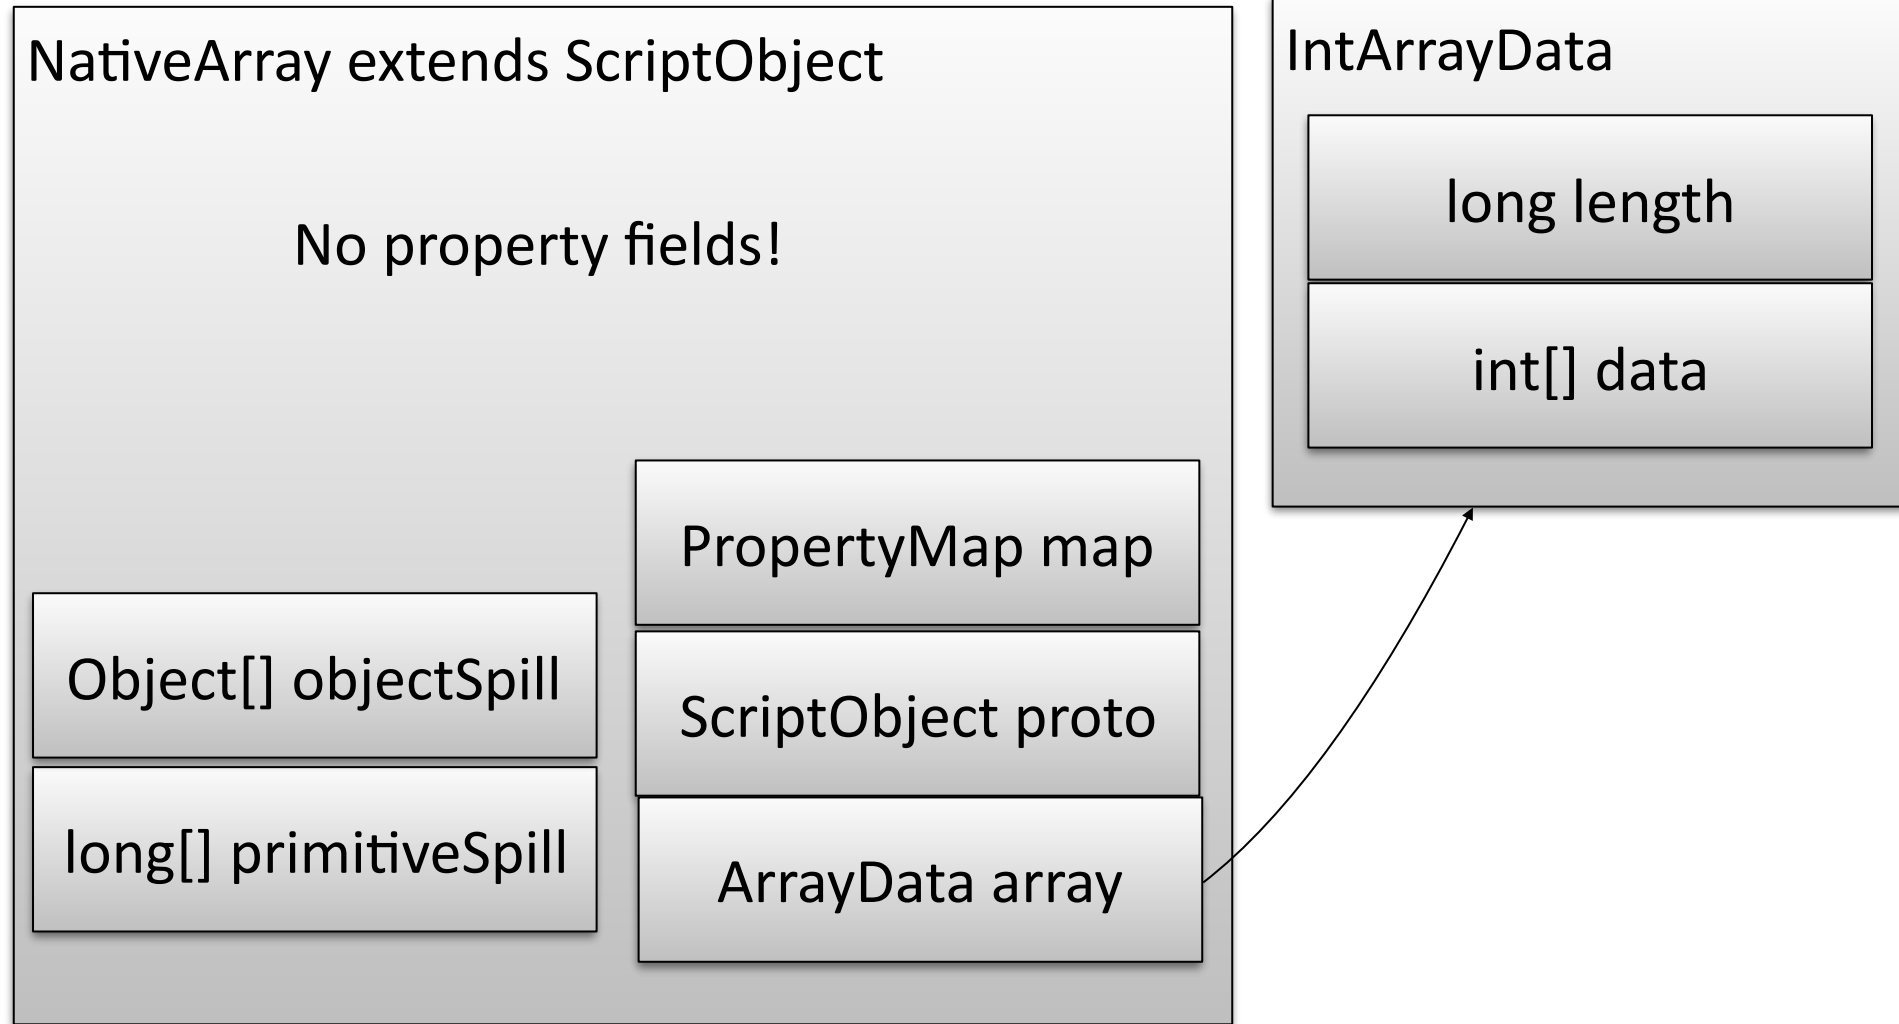 NativeArray extends ScriptObject
No property fields!
PropertyMap map
Object[] objectSpill
ScriptObject proto
long[] primitiveSpill
ArrayData array
IntArrayData
long length
int[] data